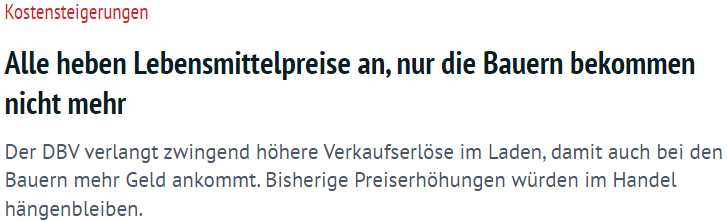 Kostensteigerungen
Alle heben Lebensmittelpreise an, nur die Bauern bekommen
nicht mehr
Der DBV verlangt zwingend höhere Verkaufserlöse im Laden, damit auch bei den
Bauern mehr Geld ankommt. Bisherige Preiserhöhungen würden im Handel
hängenbleiben.